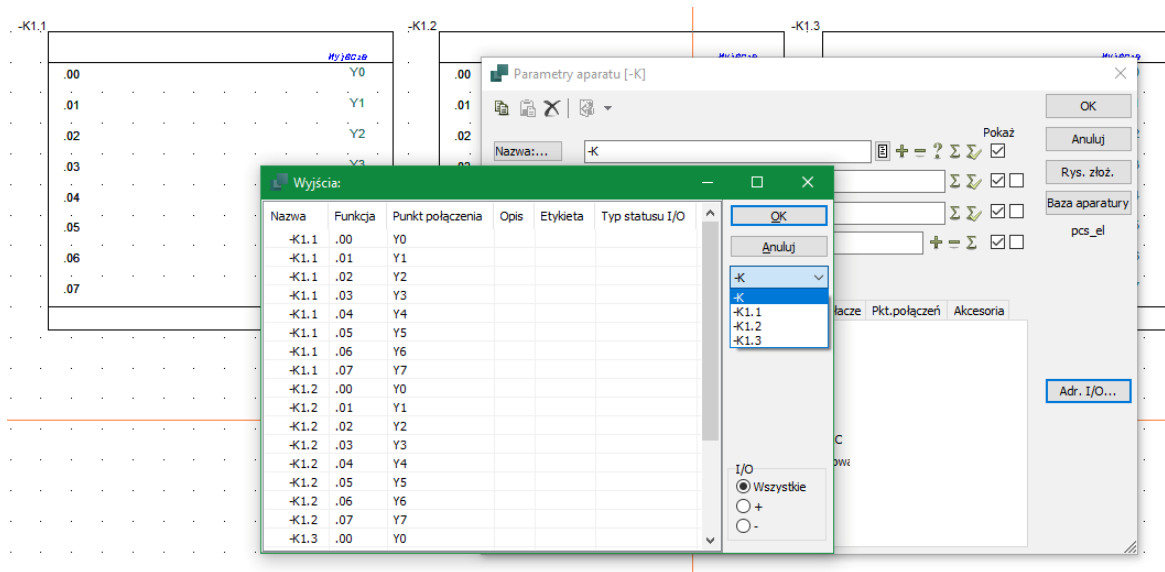 -K1.1 -K1.2 -K1.3
Wyjścia
.00 Y0
.01 Y1
.02 Y2
.03 Y3
.04
.05
.06
.07
.00
.01
.02
Parametry aparatu [-K]
OK
Anuluj
Rys. złoż.
Baza aparatury
pcs_el
Pokaż
Nazwa:... -K
Pkt.połączeń Akcesoria
Adr. I/O...
Wyjścia:
Nazwa Funkcja Punkt połączenia Opis Etykieta Typ statusu I/O
-K1.1 .00 Y0
-K1.1 .01 Y1
-K1.1 .02 Y2
-K1.1 .03 Y3
-K1.1 .04 Y4
-K1.1 .05 Y5
-K1.1 .06 Y6
-K1.1 .07 Y7
-K1.2 .00 Y0
-K1.2 .01 Y1
-K1.2 .02 Y2
-K1.2 .03 Y3
-K1.2 .04 Y4
-K1.2 .05 Y5
-K1.2 .06 Y6
-K1.2 .07 Y7
-K1.3 .00 Y0
OK
Anuluj
-K
-K
-K1.1
-K1.2
-K1.3
I/O
Wszystkie
+
-